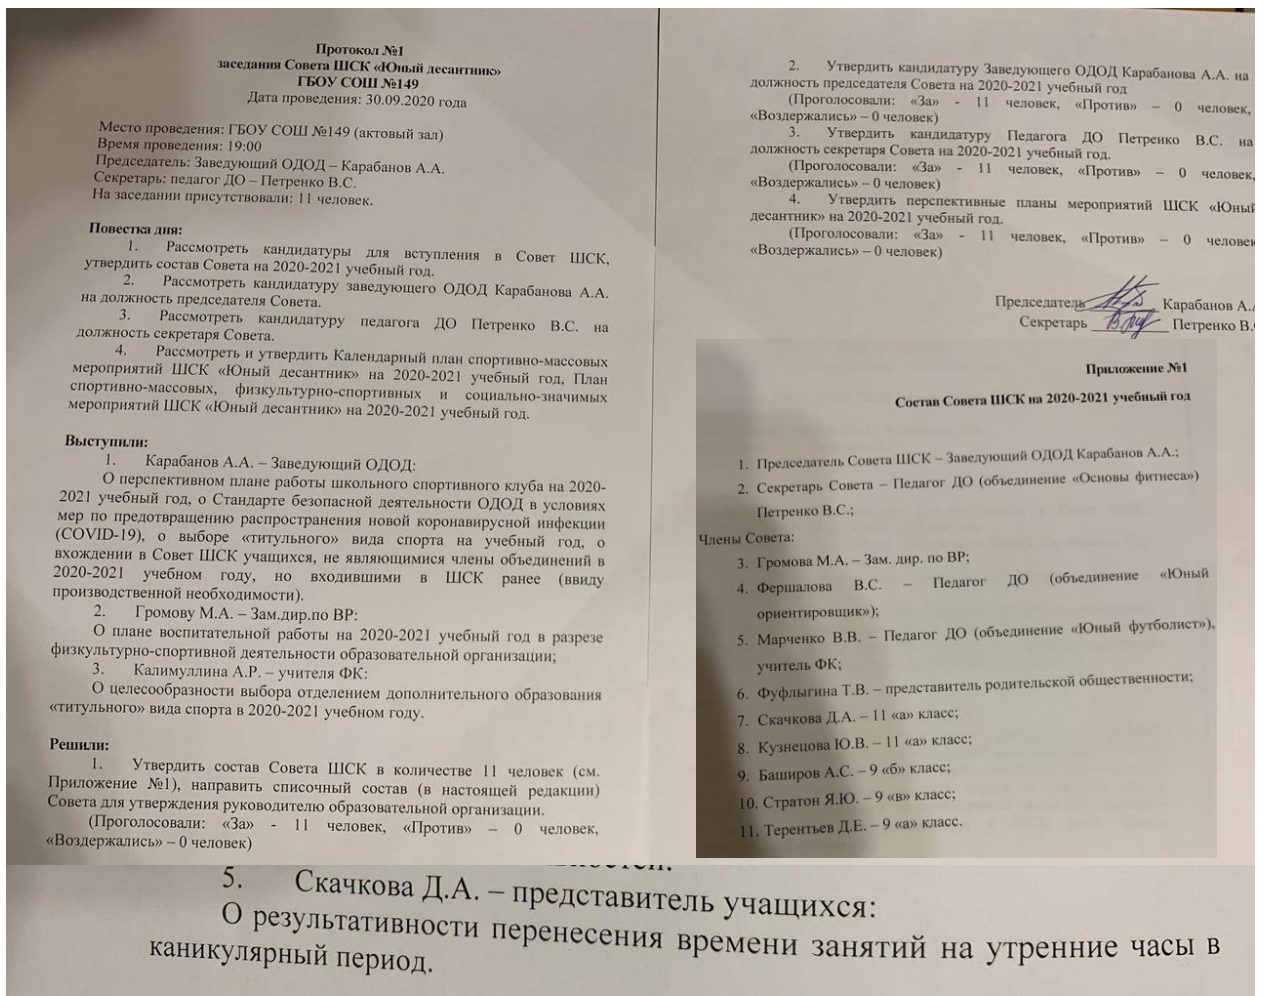 Протокол №1
заседания Совета ШСК «Юный десантник»
ГБОУ СОШ №149
Дата проведения: 30.09.2020 года
Место проведения: ГБОУ СОШ №149 (актовый зал)
Время проведения: 19:00
Председатель: Заведующий ОДОД – Карабанов А.А.
Секретарь: педагог ДО – Петренко В.С.
На заседании присутствовали: 11 человек.
Повестка дня:
1. Рассмотреть кандидатуры для вступления в Совет ШСК,
утвердить состав Совета на 2020-2021 учебный год.
2. Рассмотреть кандидатуру заведующего ОДОД Карабанова А.А.
на должность председателя Совета.
3. Рассмотреть кандидатуру педагога ДО Петренко В.С. на
должность секретаря Совета.
4. Рассмотреть и утвердить Календарный план спортивно-массовых
мероприятий ШСК «Юный десантник» на 2020-2021 учебный год, План
спортивно-массовых, физкультурно-спортивных и социально-значимых
мероприятий ШСК «Юный десантник» на 2020-2021 учебный год.
Выступили:
1. Карабанов А.А. – Заведующий ОДОД:
О перспективном плане работы школьного спортивного клуба на 2020-
2021 учебный год, о Стандарте безопасной деятельности ОДОД в условиях
мер по предотвращению распространения новой коронавирусной инфекции
(COVID-19), о выборе «титульного» вида спорта на учебный год, о
вхождении в Совет ШСК учащихся, не являющимися члены объединений в
2020-2021 учебном году, но входившими в ШСК ранее (ввиду
производственной необходимости).
2. Громову М.А. – Зам.дир.по ВР:
О плане воспитательной работы на 2020-2021 учебный год в разрезе
физкультурно-спортивной деятельности образовательной организации;
3. Калимуллина А.Р. – учителя ФК:
О целесообразности выбора отделением дополнительного образования
«титульного» вида спорта в 2020-2021 учебном году.
Решили:
1. Утвердить состав Совета ШСК в количестве 11 человек (см.
Приложение №1), направить списочный состав (в настоящей редакции)
Совета для утверждения руководителю образовательной организации.
(Проголосовали: «За» - 11 человек, «Против» – 0 человек,
«Воздержались» – 0 человек)
2. Утвердить кандидатуру Заведующего ОДОД Карабанова А.А. на
должность председателя Совета на 2020-2021 учебный год
(Проголосовали: «За» - 11 человек, «Против» – 0 человек,
«Воздержались» – 0 человек)
3. Утвердить кандидатуру Педагога ДО Петренко В.С. на
должность секретаря Совета на 2020-2021 учебный год.
(Проголосовали: «За» - 11 человек, «Против» – 0 человек,
«Воздержались» – 0 человек)
4. Утвердить перспективные планы мероприятий ШСК «Юный
десантник» на 2020-2021 учебный год.
(Проголосовали: «За» - 11 человек, «Против» – 0 человек
«Воздержались» – 0 человек)
Председатель Карабанов А.А
Секретарь Петренко В.С
Приложение №1
Состав Совета ШСК на 2020-2021 учебный год
1. Председатель Совета ШСК – Заведующий ОДОД Карабанов А.А.;
2. Секретарь Совета – Педагог ДО (объединение «Основы фитнеса»)
Петренко В.С.;
Члены Совета:
3. Громова М.А. – Зам. дир. по ВР;
4. Фершалова В.С. – Педагог ДО (объединение «Юный
ориентировщик»);
5. Марченко В.В. – Педагог ДО (объединение «Юный футболист»),
учитель ФК;
6. Фуфлыгина Т.В. – представитель родительской общественности;
7. Скачкова Д.А. – 11 «а» класс;
8. Кузнецова Ю.В. – 11 «а» класс;
9. Баширов А.С. – 9 «б» класс;
10. Стратон Я.Ю. – 9 «в» класс;
11. Терентьев Д.Е. – 9 «а» класс.
5. Скачкова Д.А. – представитель учащихся:
О результативности перенесения времени занятий на утренние часы в
каникулярный период.